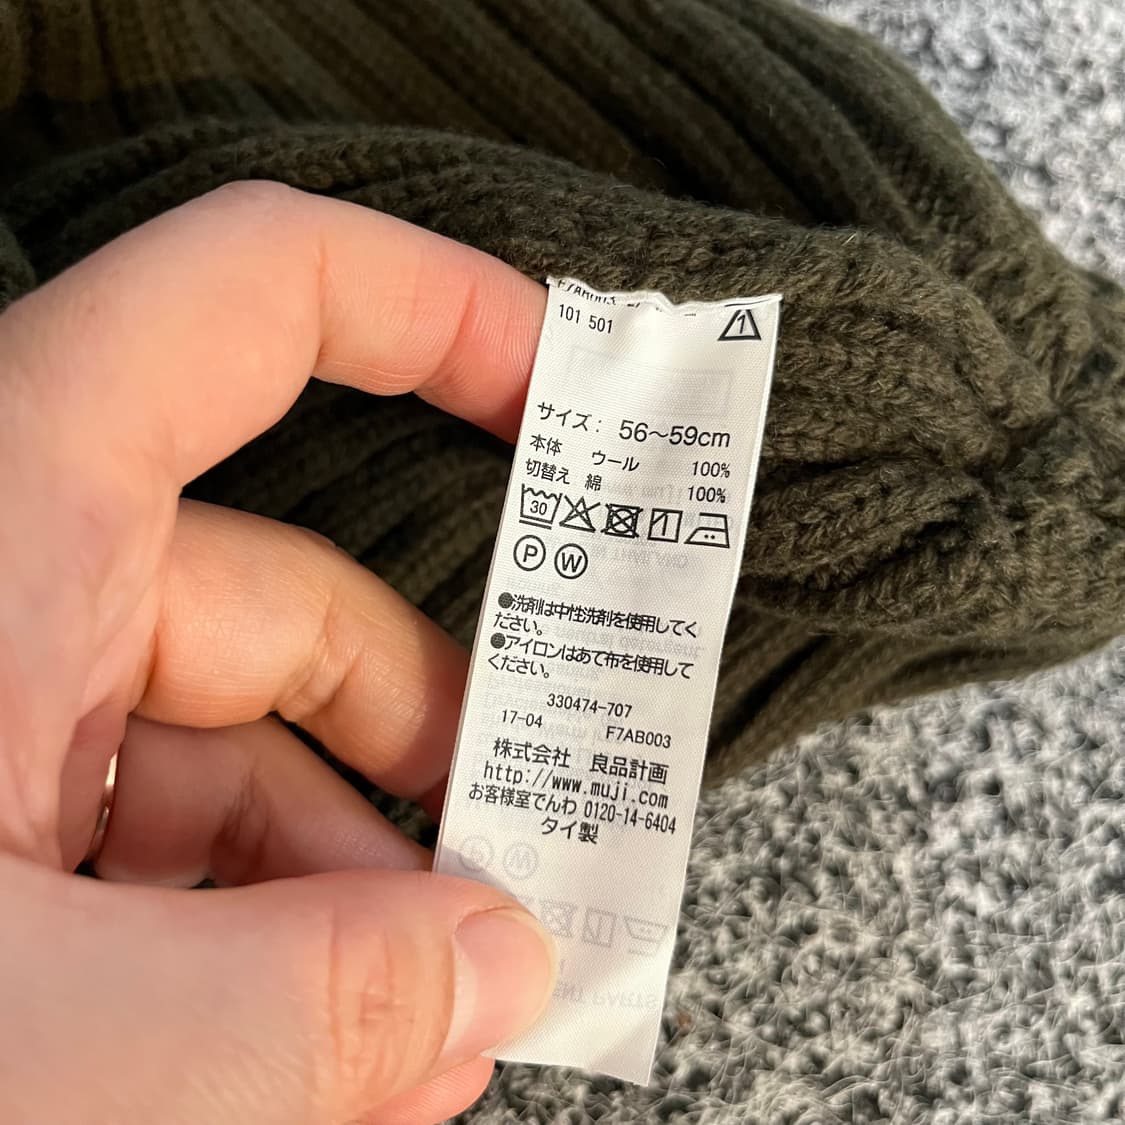 101 501
1
サイズ: 56〜59cm
本体 ウール 100%
切替え 綿 100%
30
P W
●洗剤は中性洗剤を使用してく
ださい。
●アイロンはあて布を使用して
ください。
330474-707
17-04 F7AB003
株式会社 良品計画
http://www.muji.com
お客様室でんわ 0120-14-6404
タイ製